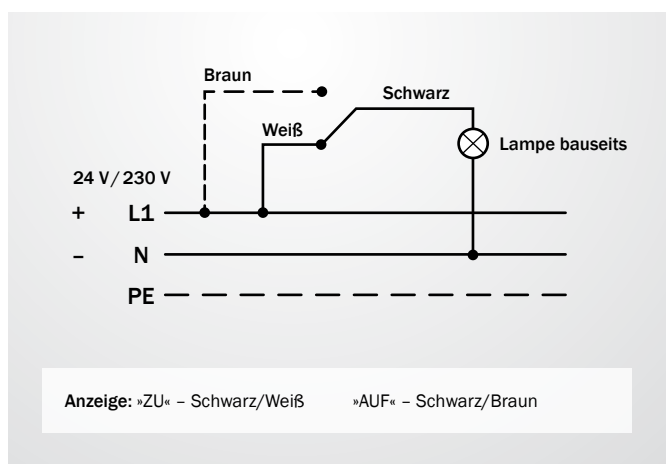 Braun
Schwarz
Weiß
Lampe bauseits
24 V / 230 V
+ L1
– N
PE
Anzeige: »ZU« – Schwarz/Weiß »AUF« – Schwarz/Braun